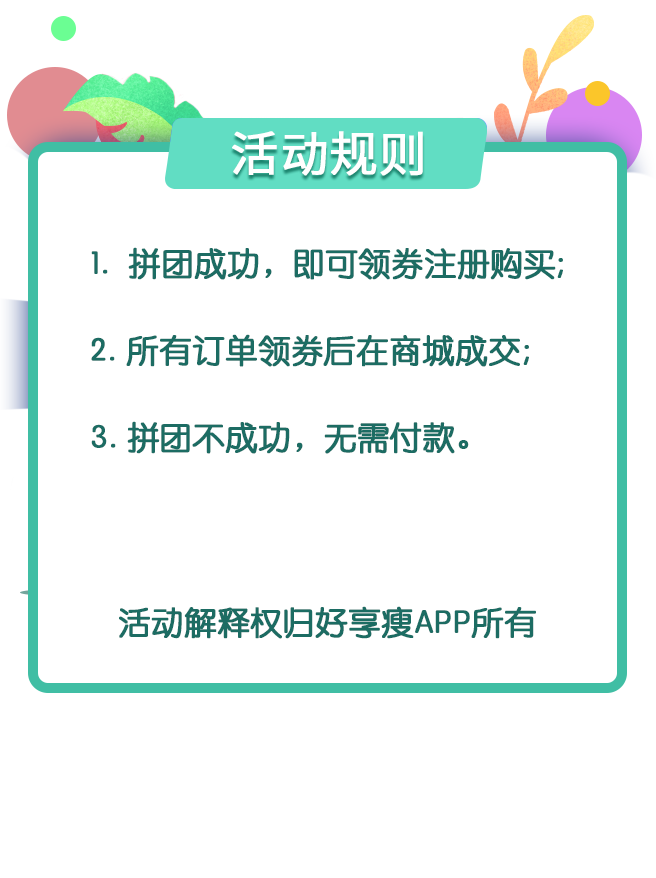 活动规则
1. 拼团成功，即可领券注册购买;
2. 所有订单领券后在商城成交;
3. 拼团不成功，无需付款。
活动解释权归好享瘦APP所有